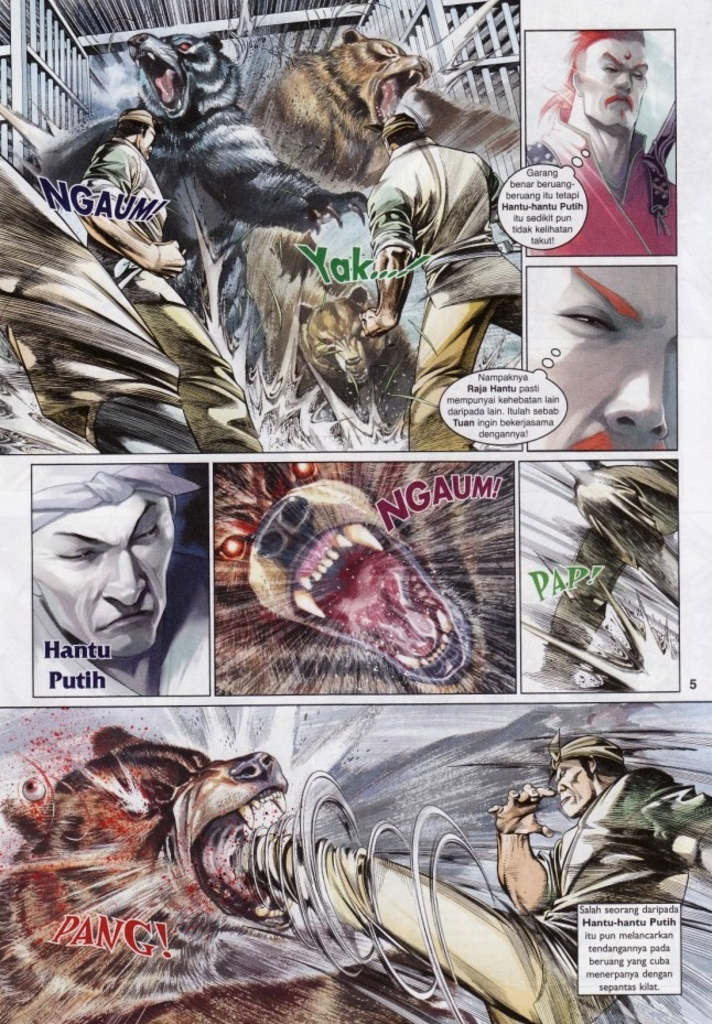 NGAUM!
Yak....!
Garang
benar beruang-
beruang itu tetapi
Hantu-hantu Putih
itu sedikit pun
tidak kelihatan
takut!
Nampaknya
Raja Hantu pasti
mempunyai kehebatan lain
daripada lain. Itulah sebab
Tuan ingin bekerjasama
dengannya!
Hantu
Putih
NGAUM!
PAP!
5
PANG!
Salah seorang daripada
Hantu-hantu Putih
itu pun melancarkan
tendangannya pada
beruang yang cuba
menerpanya dengan
sepantas kilat.